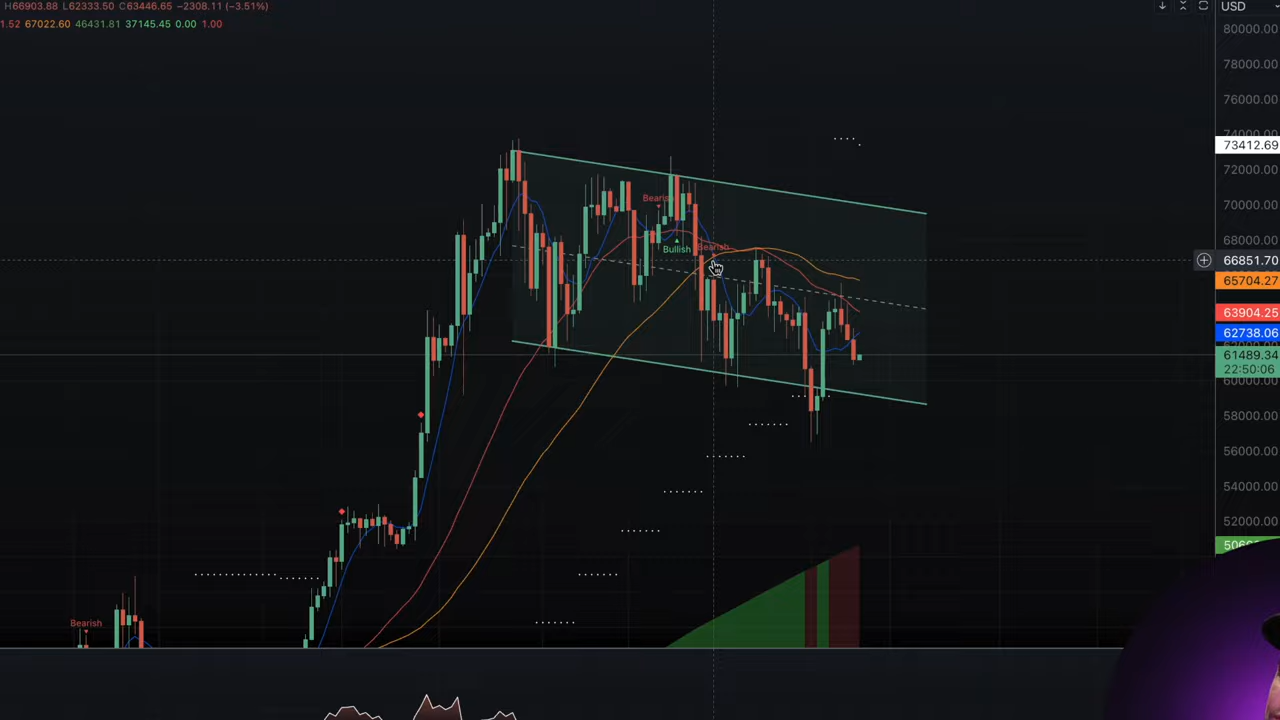 H66903.88 L62333.50 C63446.65 −2308.11 (−3.51%)
1.52 67022.60 46431.81 37145.45 0.00 1.00
USD
80000.00
78000.00
76000.00
74000.00
73412.69
72000.00
70000.00
68000.00
66851.70
65704.27
63904.25
62738.06
61489.34
22:50:06
60000.00
58000.00
56000.00
54000.00
52000.00
Bearish
Bullish
Bearish
Bearish